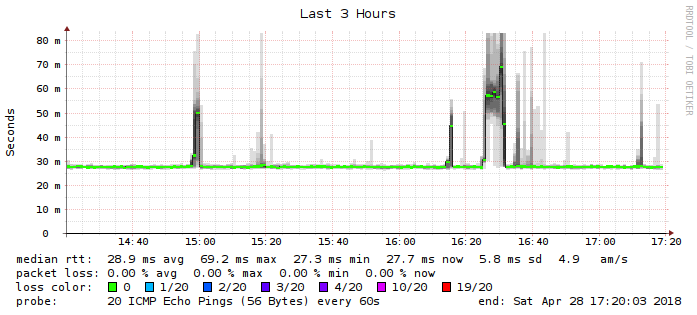 Last 3 Hours
RRDTOOL / TOBI OETIKER
Seconds
80 m
70 m
60 m
50 m
40 m
30 m
20 m
10 m
0
14:40 15:00 15:20 15:40 16:00 16:20 16:40 17:00 17:20
median rtt: 28.9 ms avg 69.2 ms max 27.3 ms min 27.7 ms now 5.8 ms sd 4.9 am/s
packet loss: 0.00 % avg 0.00 % max 0.00 % min 0.00 % now
loss color: 0 1/20 2/20 3/20 4/20 10/20 19/20
probe: 20 ICMP Echo Pings (56 Bytes) every 60s end: Sat Apr 28 17:20:03 2018